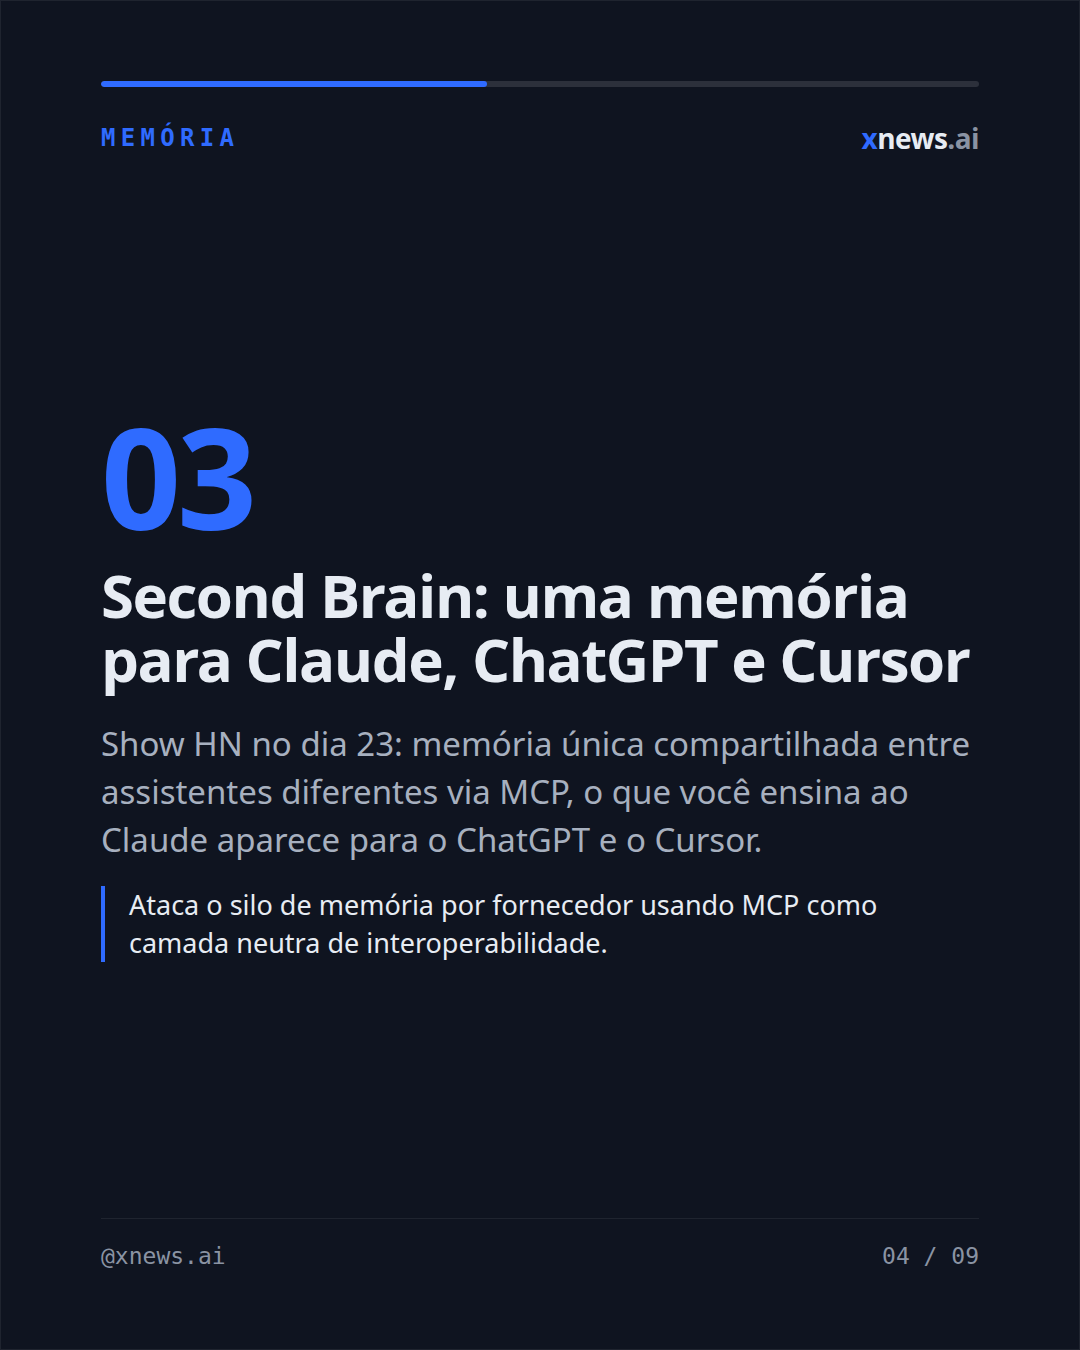 MEMÓRIA
xnews.ai
03
Second Brain: uma memória
para Claude, ChatGPT e Cursor
Show HN no dia 23: memória única compartilhada entre
assistentes diferentes via MCP, o que você ensina ao
Claude aparece para o ChatGPT e o Cursor.
Ataca o silo de memória por fornecedor usando MCP como
camada neutra de interoperabilidade.
@xnews.ai
04 / 09